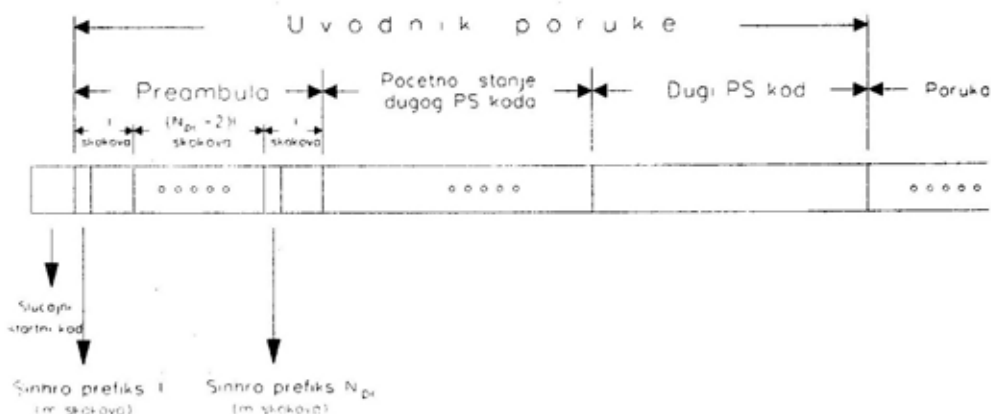 Uvodnik poruke
Preambula
Pocetno stanje
dugog PS koda
Dugi PS kod
Poruka
l
skokova
(N_pr - 2)l
skokova
l
skokova
Slucajni
startni kod
Sinhro prefiks 1
(m skokova)
Sinhro prefiks N_pr
(m skokova)